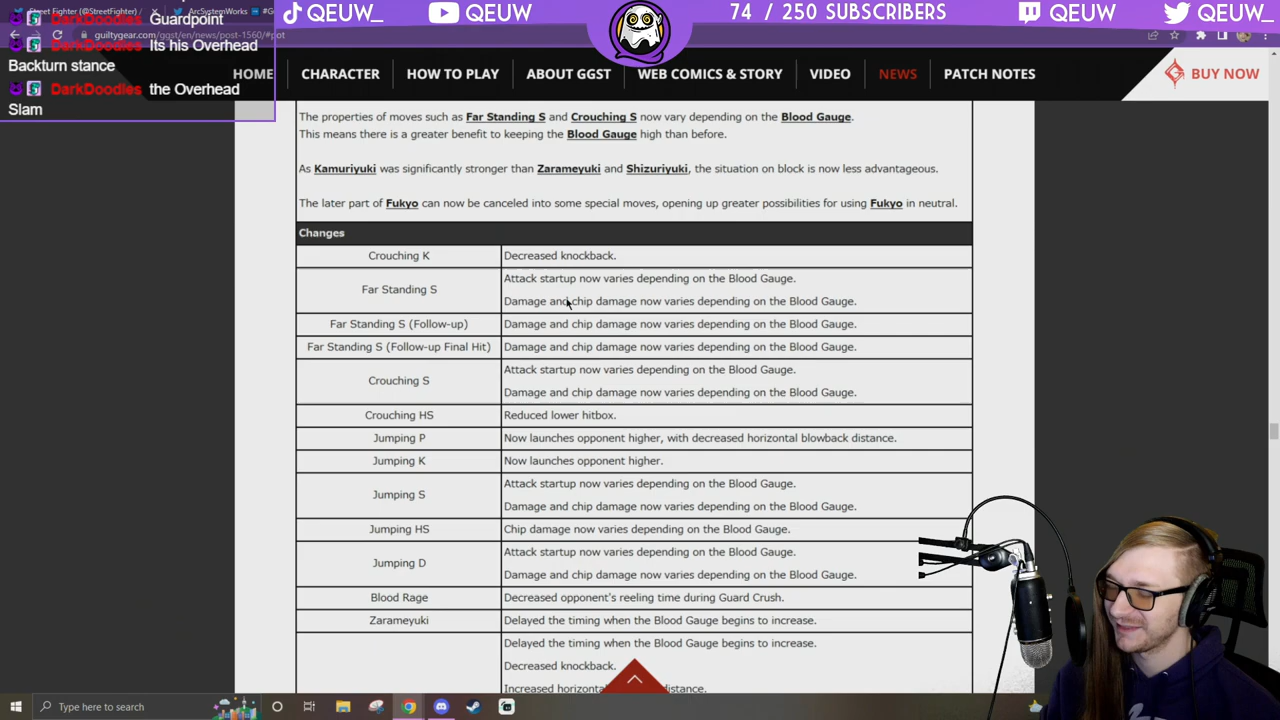 DarkDoodles Guardpoint
DarkDoodles Its his Overhead
Backturn stance
DarkDoodles the Overhead
Slam
QEUW_
QEUW
74 / 250 SUBSCRIBERS
QEUW
QEUW_
Street Fighter (@StreetFighter) /
ArcSystemWorks
guiltygear.com/ggst/en/news/post-1560/#pot
HOME
CHARACTER
HOW TO PLAY
ABOUT GGST
WEB COMICS & STORY
VIDEO
NEWS
PATCH NOTES
BUY NOW
The properties of moves such as Far Standing S and Crouching S now vary depending on the Blood Gauge.
This means there is a greater benefit to keeping the Blood Gauge high than before.
As Kamuriyuki was significantly stronger than Zarameyuki and Shizuriyuki, the situation on block is now less advantageous.
The later part of Fukyo can now be canceled into some special moves, opening up greater possibilities for using Fukyo in neutral.
Changes
Crouching K
Decreased knockback.
Far Standing S
Attack startup now varies depending on the Blood Gauge.
Damage and chip damage now varies depending on the Blood Gauge.
Far Standing S (Follow-up)
Damage and chip damage now varies depending on the Blood Gauge.
Far Standing S (Follow-up Final Hit)
Damage and chip damage now varies depending on the Blood Gauge.
Crouching S
Attack startup now varies depending on the Blood Gauge.
Damage and chip damage now varies depending on the Blood Gauge.
Crouching HS
Reduced lower hitbox.
Jumping P
Now launches opponent higher, with decreased horizontal blowback distance.
Jumping K
Now launches opponent higher.
Jumping S
Attack startup now varies depending on the Blood Gauge.
Damage and chip damage now varies depending on the Blood Gauge.
Jumping HS
Chip damage now varies depending on the Blood Gauge.
Jumping D
Attack startup now varies depending on the Blood Gauge.
Damage and chip damage now varies depending on the Blood Gauge.
Blood Rage
Decreased opponent's reeling time during Guard Crush.
Zarameyuki
Delayed the timing when the Blood Gauge begins to increase.
Delayed the timing when the Blood Gauge begins to increase.
Decreased knockback.
Increased distance.
Type here to search